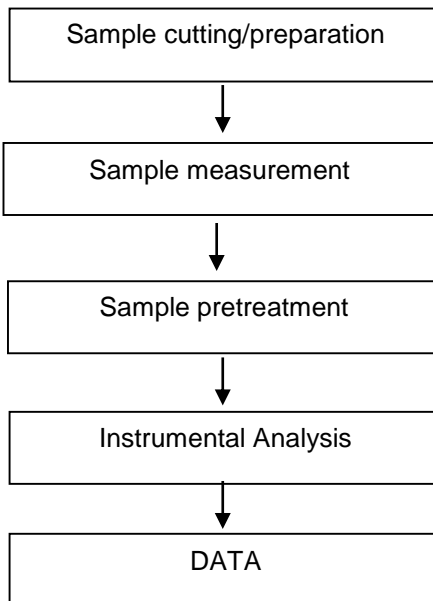 Sample cutting/preparation
Sample measurement
Sample pretreatment
Instrumental Analysis
DATA